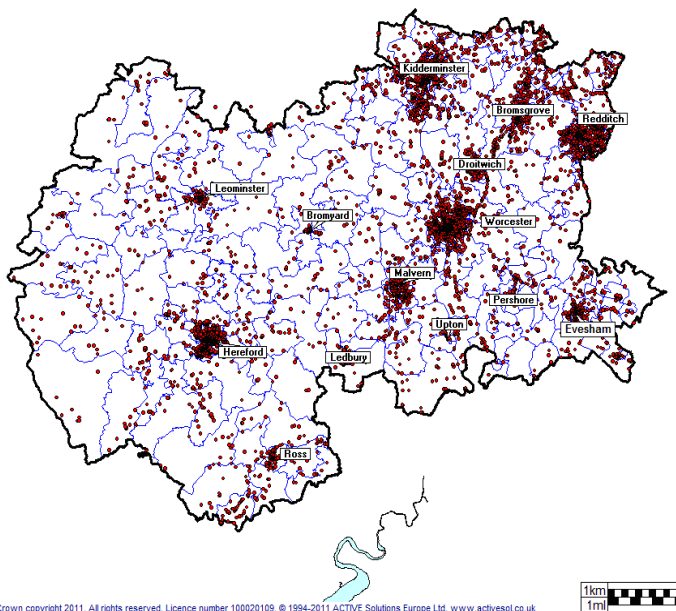 Kidderminster
Bromsgrove
Redditch
Droitwich
Leominster
Bromyard
Worcester
Malvern
Pershore
Upton
Evesham
Hereford
Ledbury
Ross
1km
1ml
Crown copyright 2011. All rights reserved. Licence number 100020109. © 1994-2011 ACTIVE Solutions Europe Ltd. www.activesol.co.uk